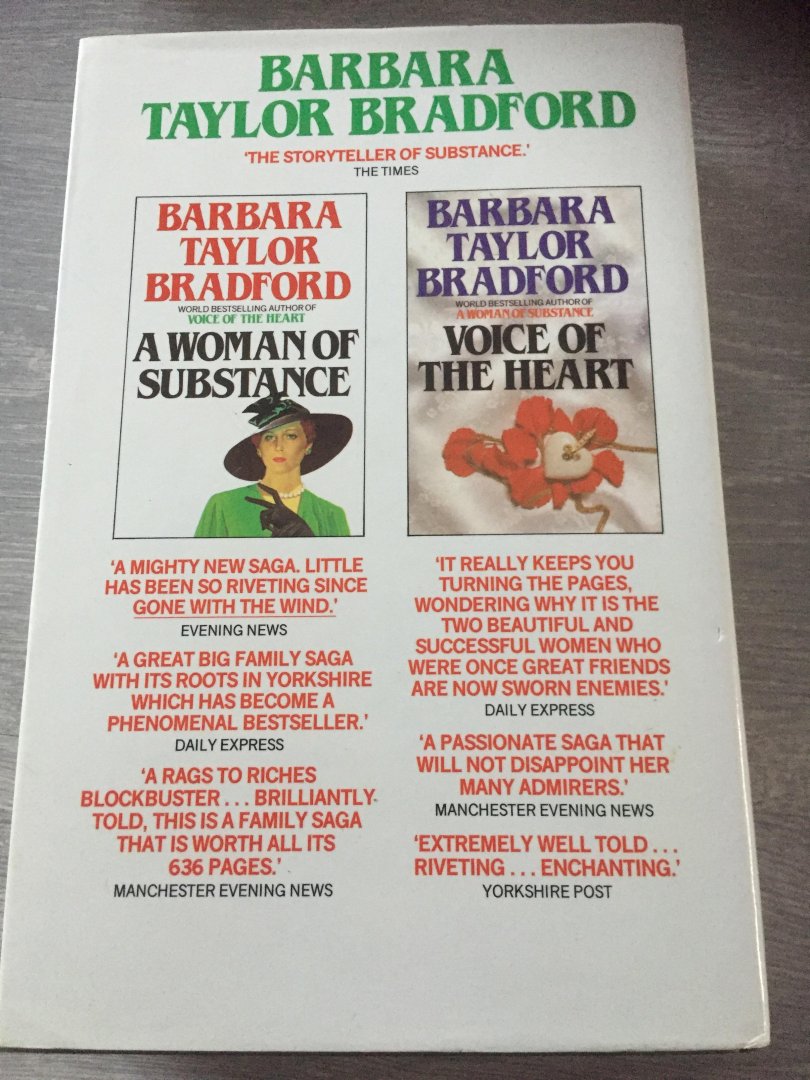 BARBARA
TAYLOR BRADFORD
'THE STORYTELLER OF SUBSTANCE.'
THE TIMES
BARBARA
TAYLOR
BRADFORD
WORLD BESTSELLING AUTHOR OF
VOICE OF THE HEART
A WOMAN OF
SUBSTANCE
'A MIGHTY NEW SAGA. LITTLE
HAS BEEN SO RIVETING SINCE
GONE WITH THE WIND.'
EVENING NEWS
'A GREAT BIG FAMILY SAGA
WITH ITS ROOTS IN YORKSHIRE
WHICH HAS BECOME A
PHENOMENAL BESTSELLER.'
DAILY EXPRESS
'A RAGS TO RICHES
BLOCKBUSTER . . . BRILLIANTLY
TOLD, THIS IS A FAMILY SAGA
THAT IS WORTH ALL ITS
636 PAGES.'
MANCHESTER EVENING NEWS
BARBARA
TAYLOR
BRADFORD
WORLD BESTSELLING AUTHOR OF
A WOMAN OF SUBSTANCE
VOICE OF
THE HEART
'IT REALLY KEEPS YOU
TURNING THE PAGES,
WONDERING WHY IT IS THE
TWO BEAUTIFUL AND
SUCCESSFUL WOMEN WHO
WERE ONCE GREAT FRIENDS
ARE NOW SWORN ENEMIES.'
DAILY EXPRESS
'A PASSIONATE SAGA THAT
WILL NOT DISAPPOINT HER
MANY ADMIRERS.'
MANCHESTER EVENING NEWS
'EXTREMELY WELL TOLD . . .
RIVETING . . . ENCHANTING.'
YORKSHIRE POST